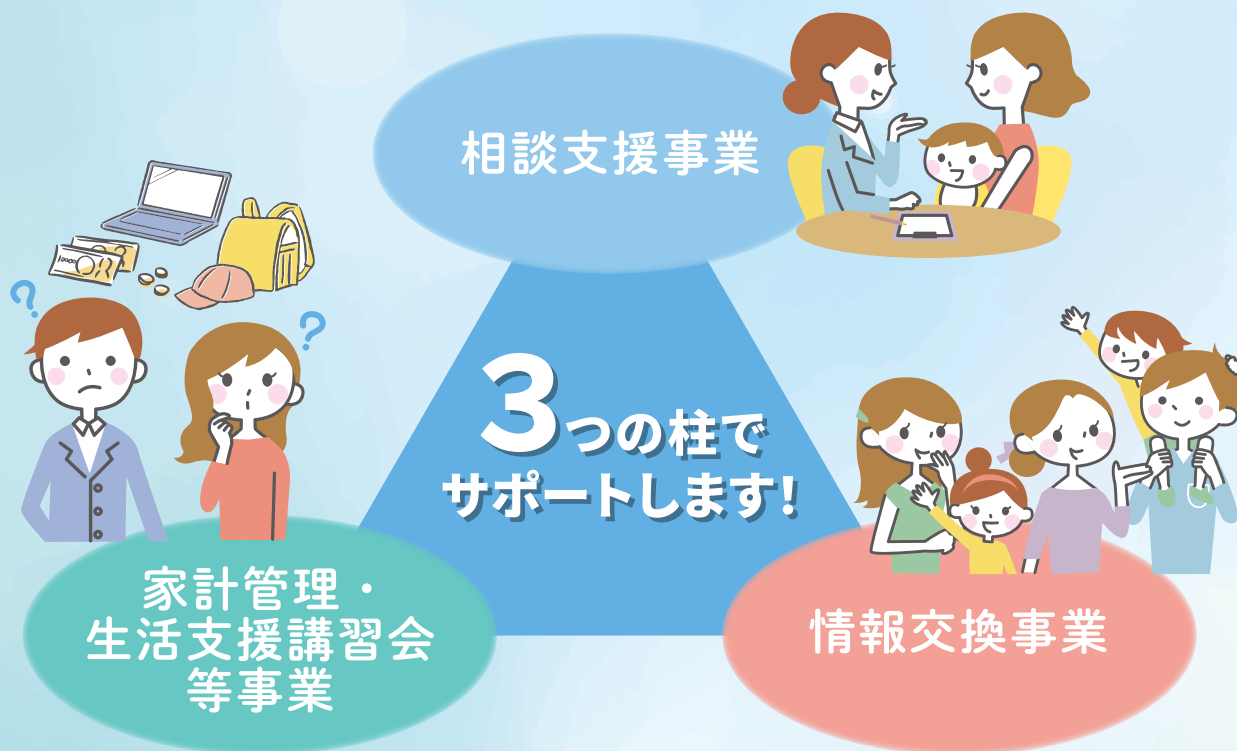 相談支援事業
3つの柱で
サポートします!
家計管理・
生活支援講習会
等事業
情報交換事業